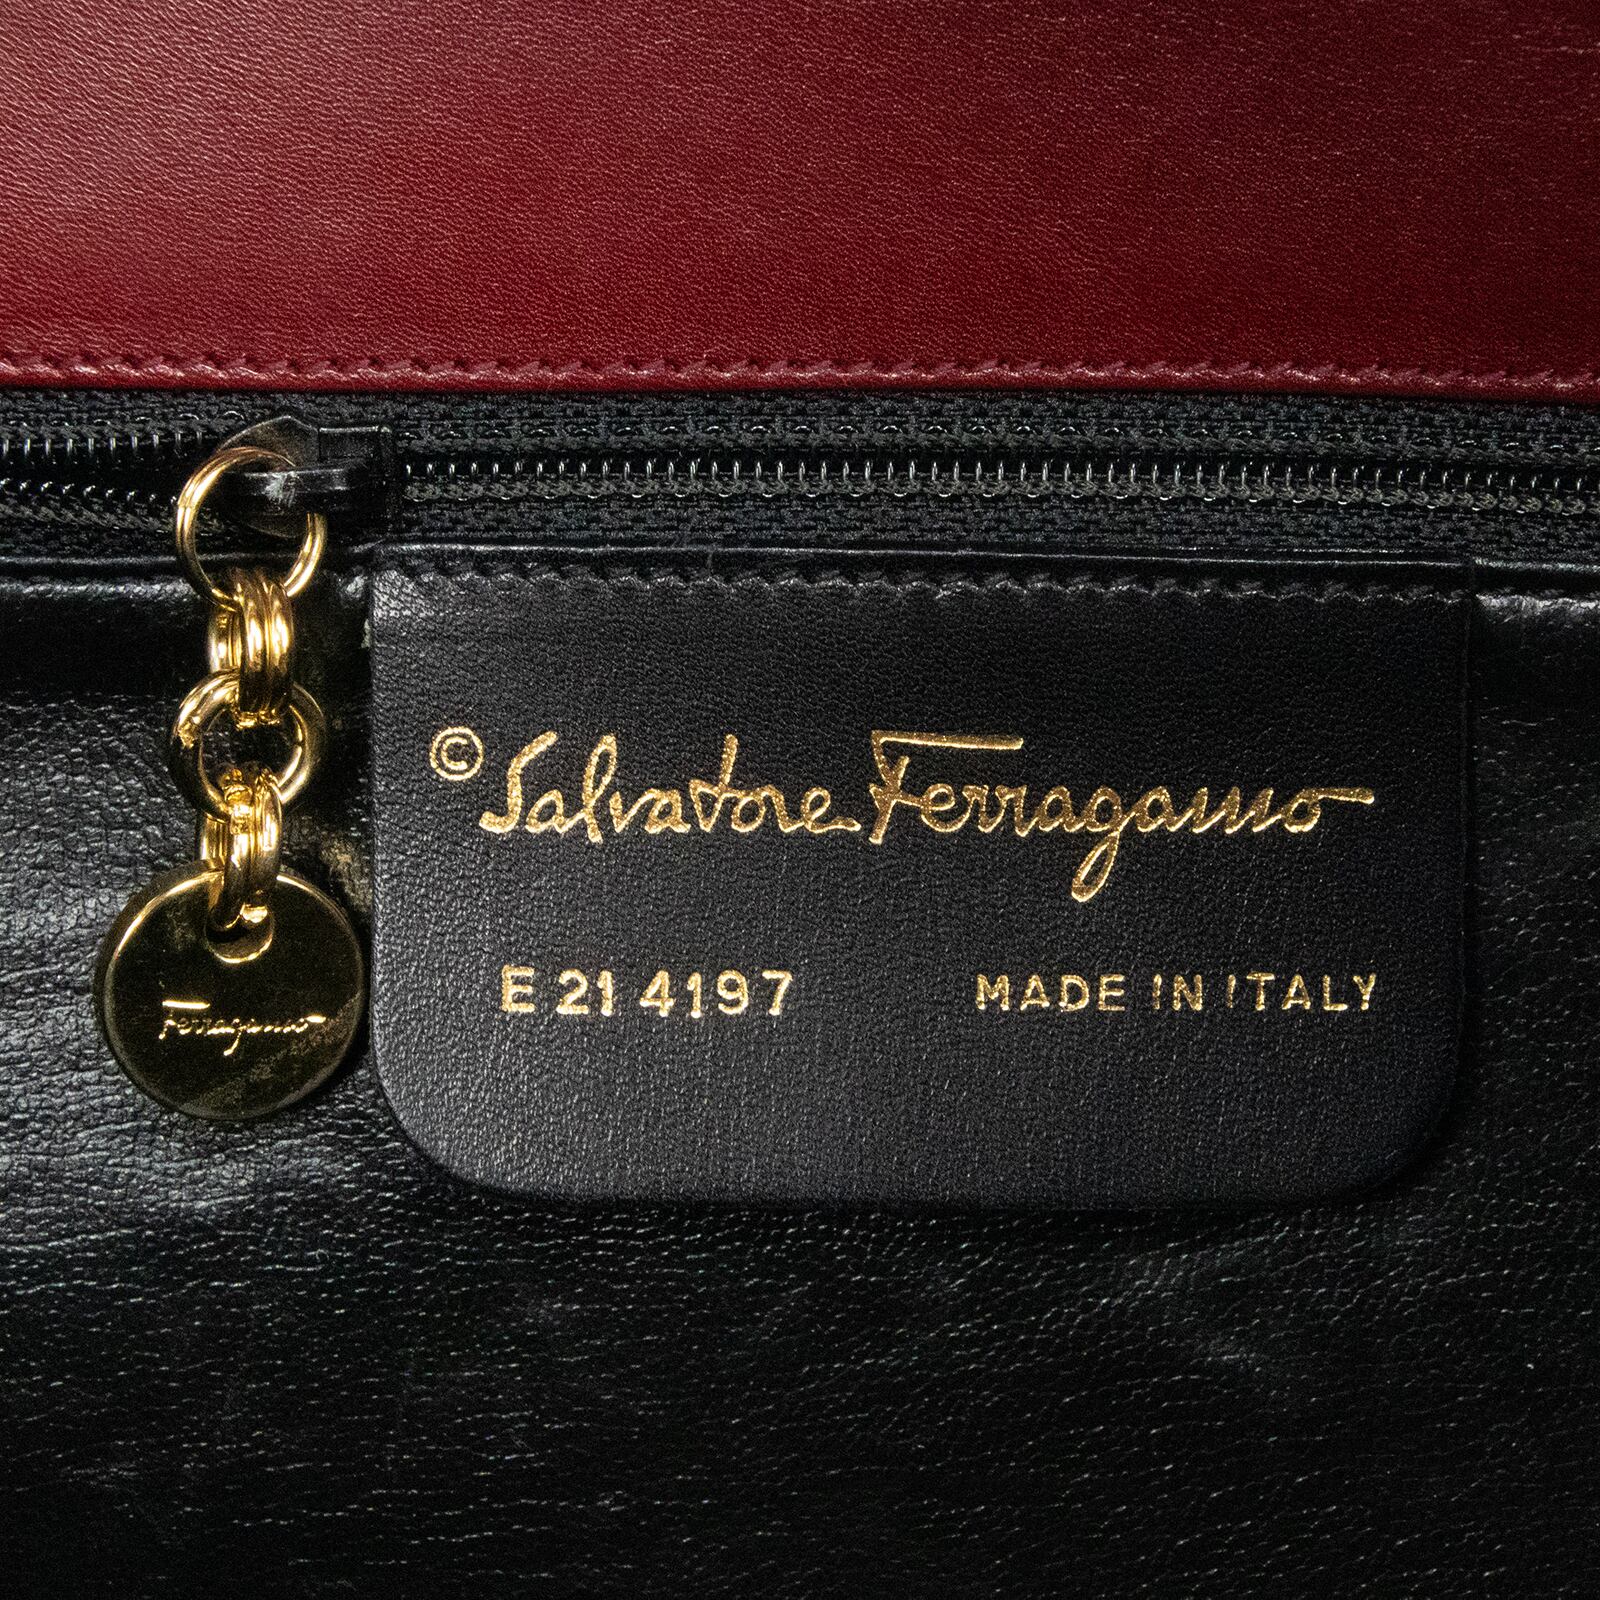 © Salvatore Ferragamo
E 21 4197 MADE IN ITALY
Ferragamo